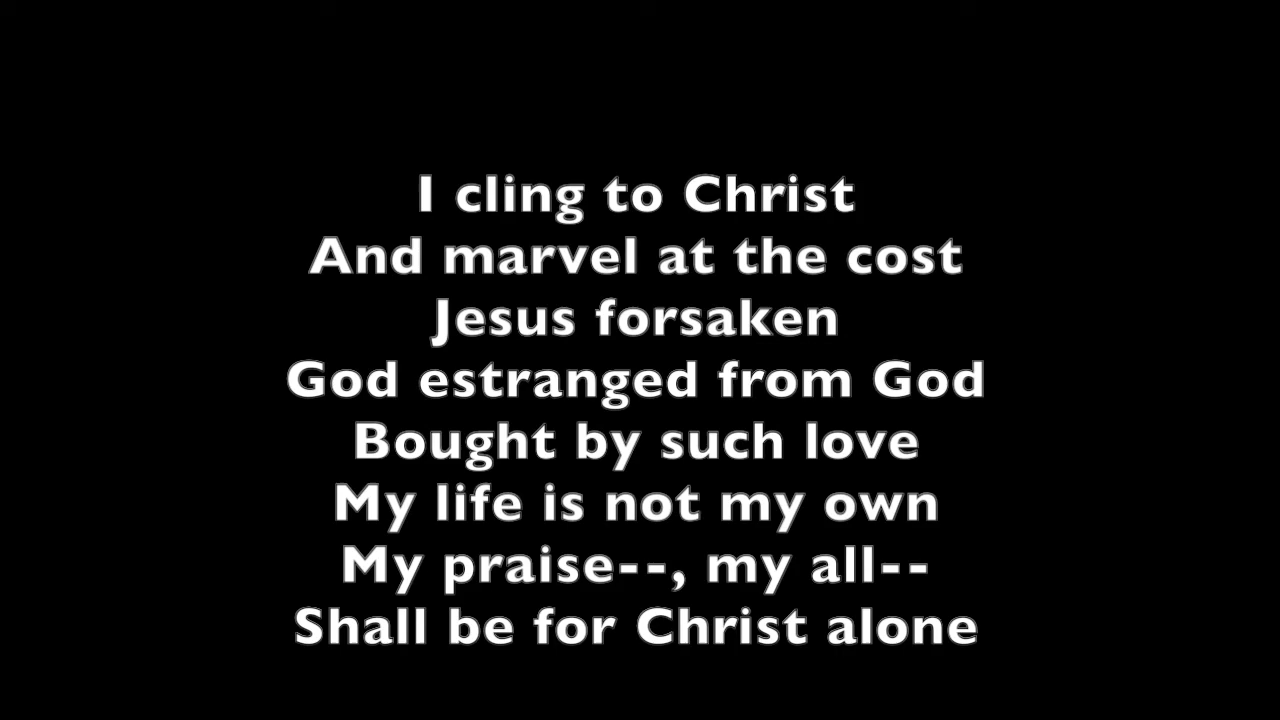 I cling to Christ
And marvel at the cost
Jesus forsaken
God estranged from God
Bought by such love
My life is not my own
My praise--, my all--
Shall be for Christ alone